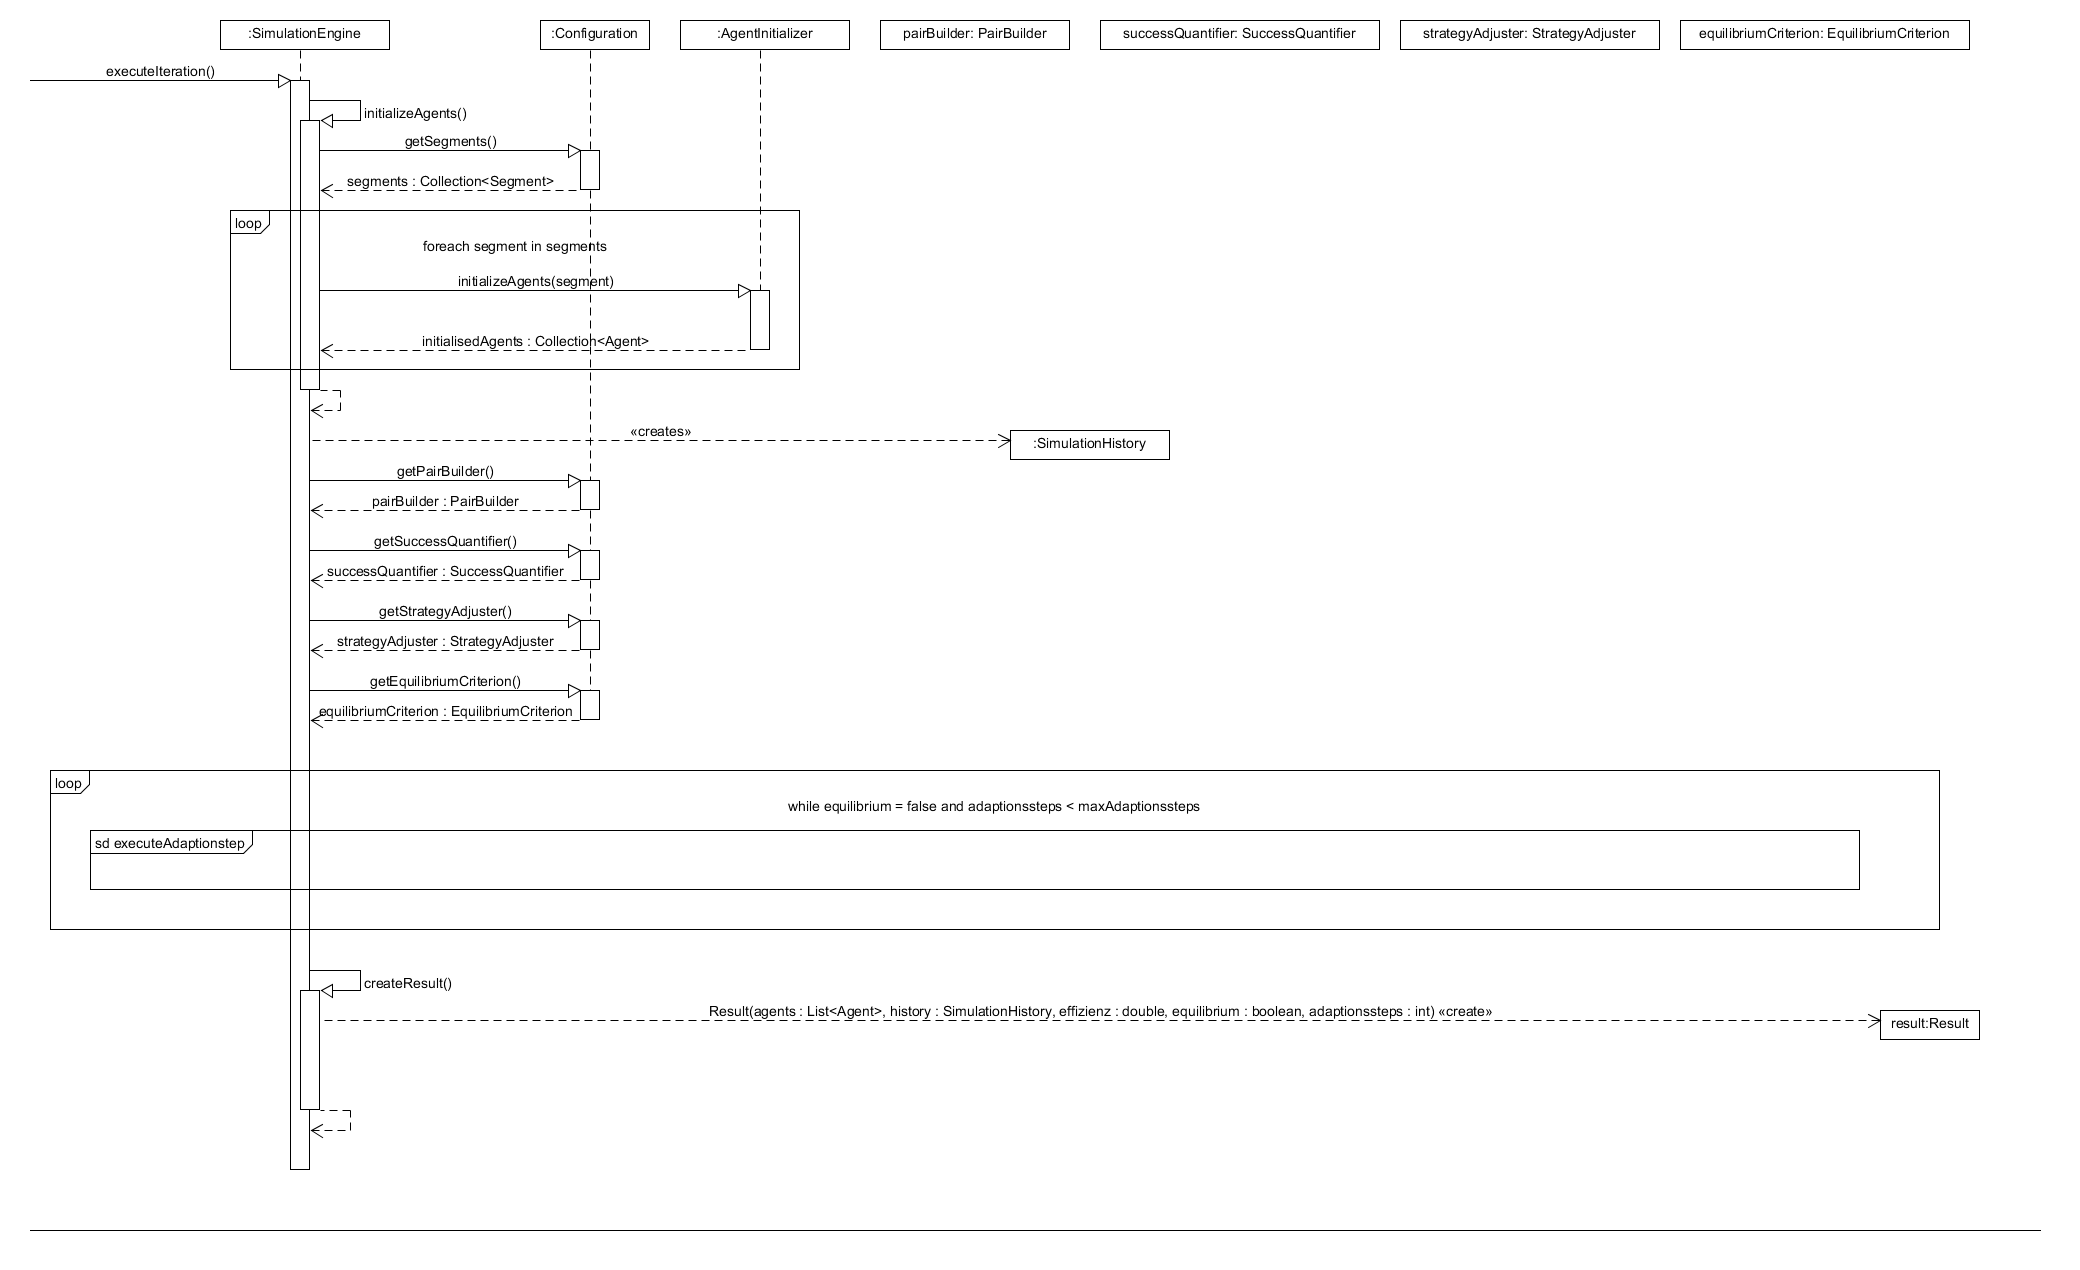 :SimulationEngine
:Configuration
:AgentInitializer
pairBuilder: PairBuilder
successQuantifier: SuccessQuantifier
strategyAdjuster: StrategyAdjuster
equilibriumCriterion: EquilibriumCriterion
executeIteration()
initializeAgents()
getSegments()
segments : Collection<Segment>
loop
foreach segment in segments
initializeAgents(segment)
initialisedAgents : Collection<Agent>
«creates»
:SimulationHistory
getPairBuilder()
pairBuilder : PairBuilder
getSuccessQuantifier()
successQuantifier : SuccessQuantifier
getStrategyAdjuster()
strategyAdjuster : StrategyAdjuster
getEquilibriumCriterion()
equilibriumCriterion : EquilibriumCriterion
loop
while equilibrium = false and adaptionssteps < maxAdaptionssteps
sd executeAdaptionstep
createResult()
Result(agents : List<Agent>, history : SimulationHistory, effizienz : double, equilibrium : boolean, adaptionssteps : int) «create»
result:Result